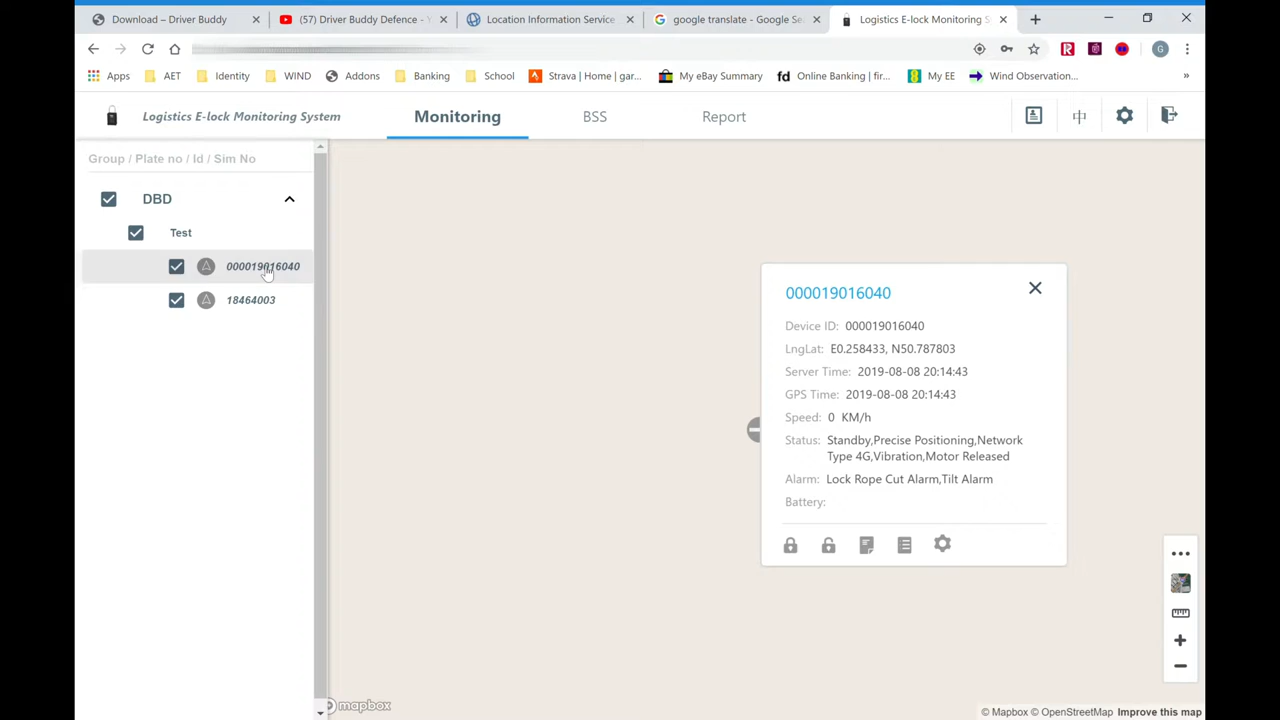 Download – Driver Buddy
(57) Driver Buddy Defence - Y
Location Information Service
google translate - Google Se
Logistics E-lock Monitoring S
G
Apps
AET
Identity
WIND
Addons
Banking
School
Strava | Home | gar...
My eBay Summary
fd Online Banking | fir...
My EE
Wind Observation...
»
Logistics E-lock Monitoring System
Monitoring
BSS
Report
中
Group / Plate no / Id / Sim No
DBD
Test
000019016040
18464003
000019016040
Device ID: 000019016040
LngLat: E0.258433, N50.787803
Server Time: 2019-08-08 20:14:43
GPS Time: 2019-08-08 20:14:43
Speed: 0 KM/h
Status: Standby,Precise Positioning,Network
Type 4G,Vibration,Motor Released
Alarm: Lock Rope Cut Alarm,Tilt Alarm
Battery:
mapbox
© Mapbox © OpenStreetMap Improve this map